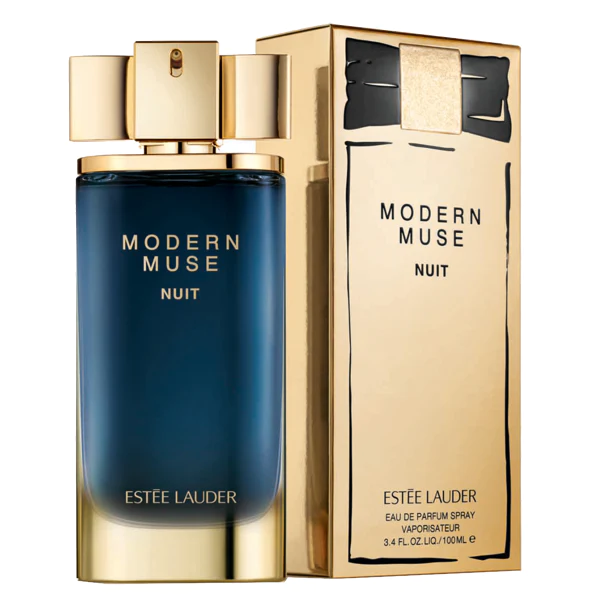 MODERN
MUSE
NUIT
ESTĒE LAUDER
MODERN
MUSE
NUIT
ESTĒE LAUDER
EAU DE PARFUM SPRAY
VAPORISATEUR
3.4 FL.OZ.LIQ./100ML ℮